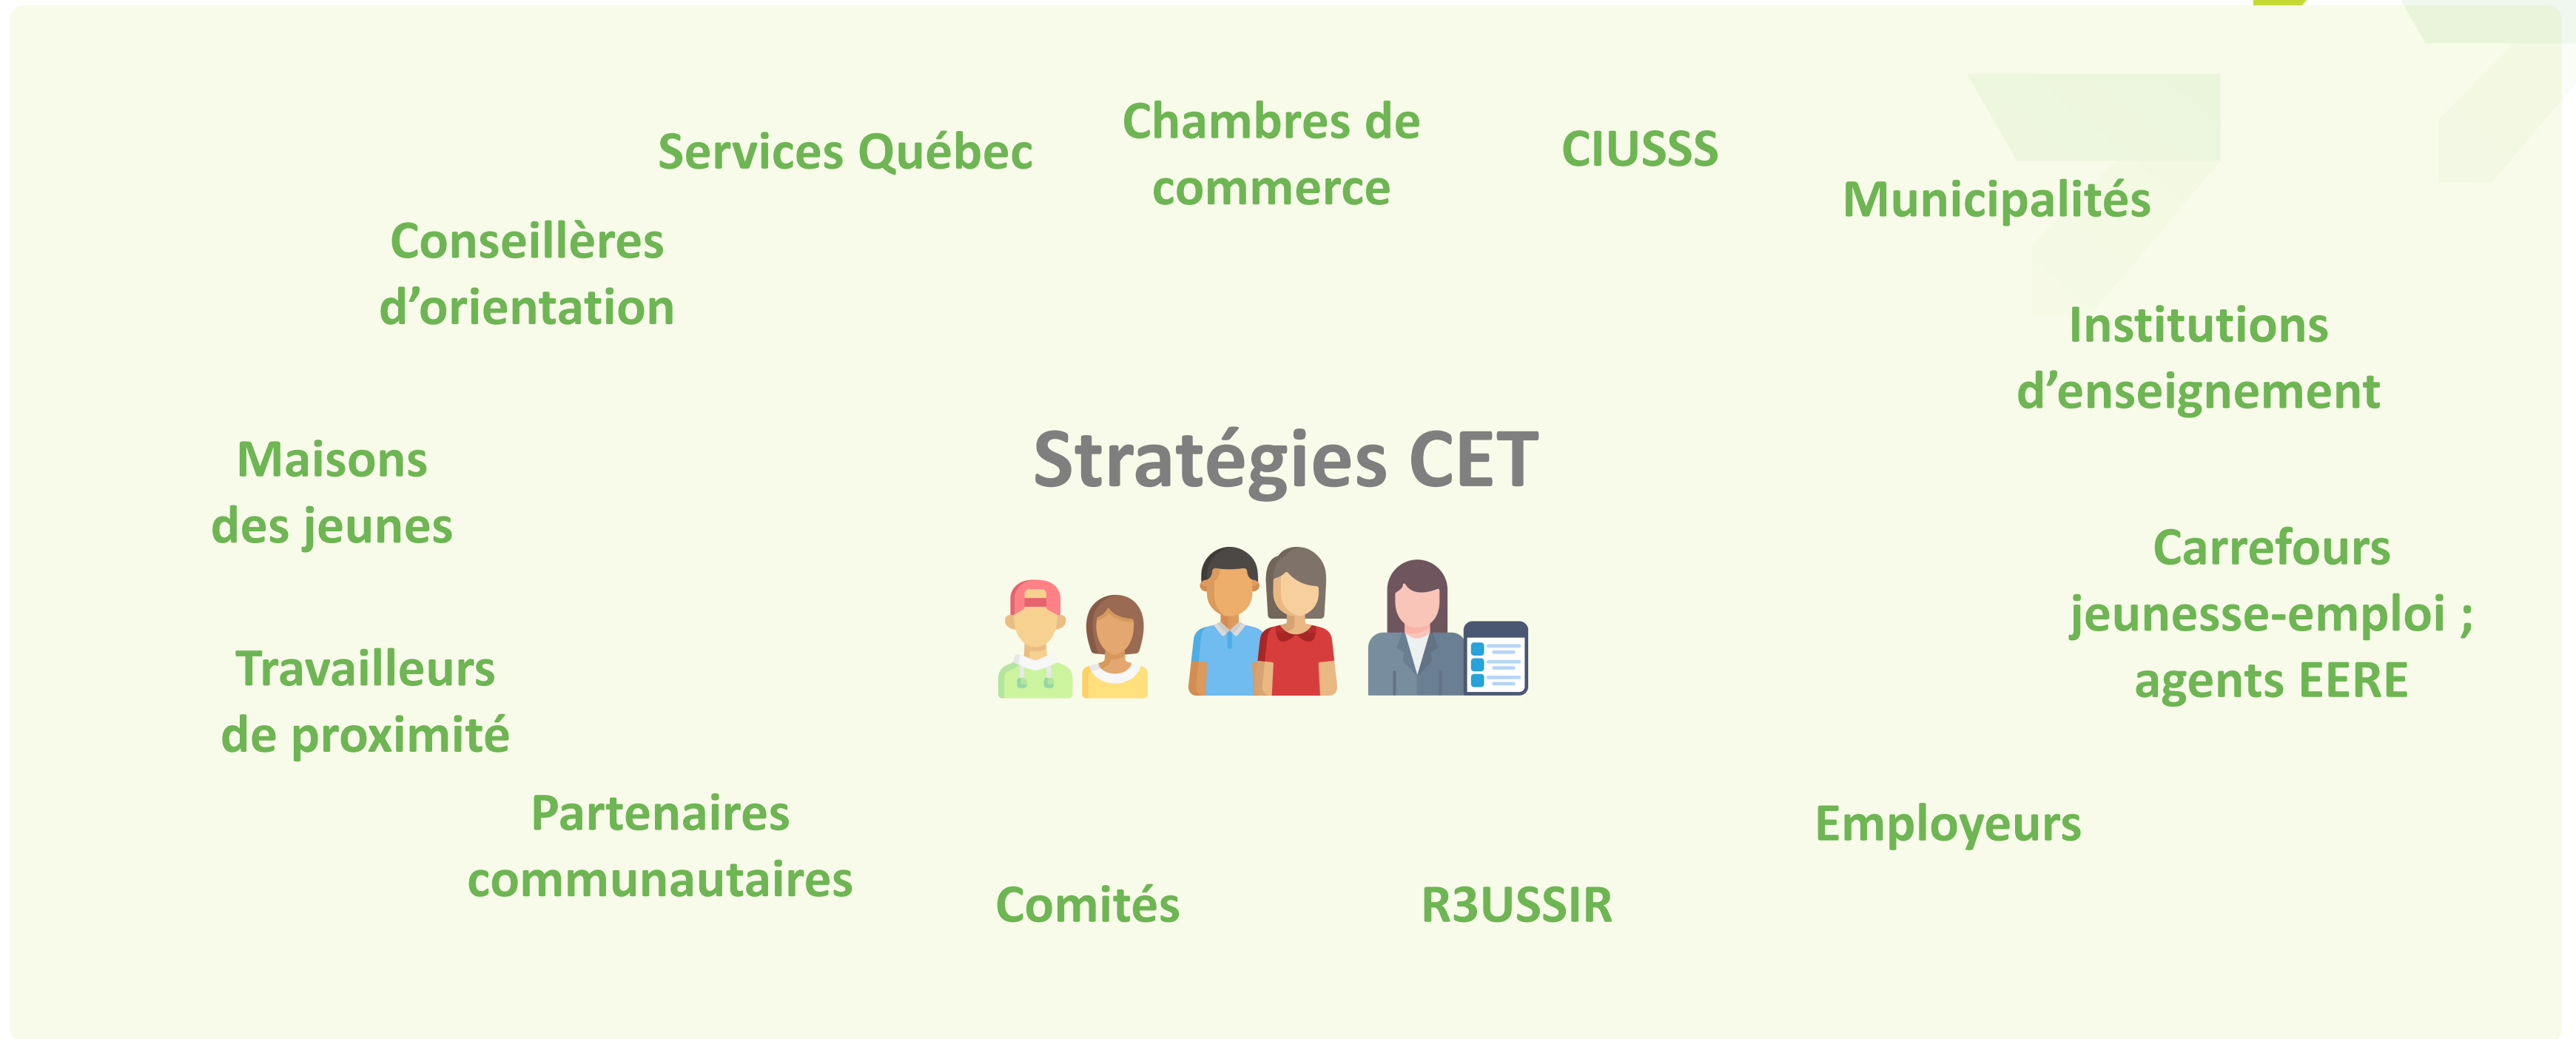 Chambres de
commerce
Services Québec
CIUSSS
Municipalités
Conseillères
d’orientation
Institutions
d’enseignement
Stratégies CET
Maisons
des jeunes
Carrefours
jeunesse-emploi ;
agents EERE
Travailleurs
de proximité
Partenaires
communautaires
Employeurs
Comités
R3USSIR